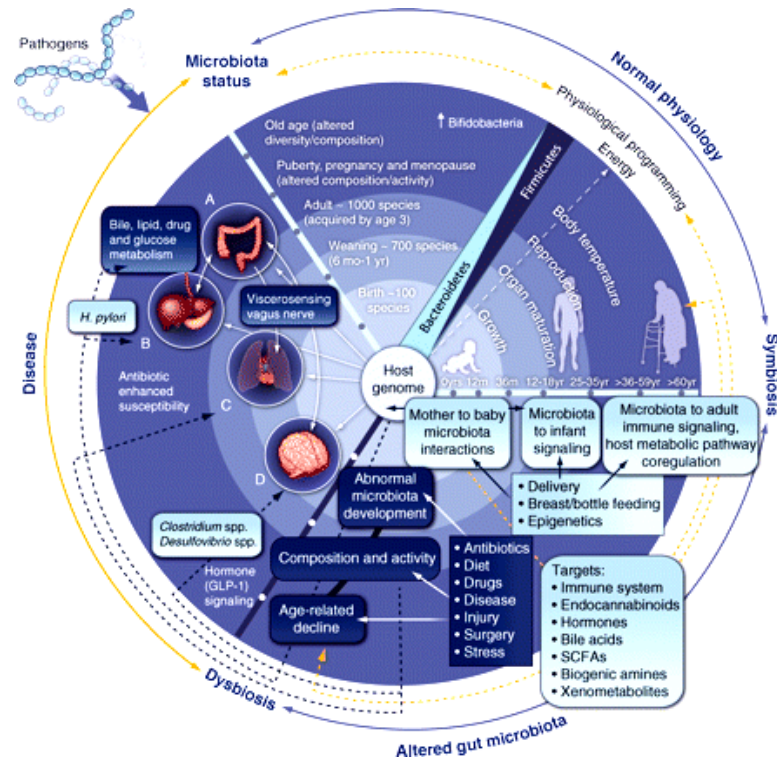 Pathogens
Microbiota
status
Normal physiology
Physiological programming
Energy
Old age (altered
diversity/composition)
↑ Bifidobacteria
Puberty, pregnancy and menopause
(altered composition/activity)
Adult ~ 1000 species
(acquired by age 3)
Weaning ~ 700 species
(6 mo-1 yr)
Birth ~100
species
Bacteroidetes
Firmicutes
Body temperature
Reproduction
Organ maturation
Growth
A
Bile, lipid, drug
and glucose
metabolism
Viscerosensing
vagus nerve
H. pylori
B
Antibiotic
enhanced
susceptibility
C
D
Disease
Symbiosis
Host
genome
0yrs 12m 36m 12-18yr 25-35yr >36-59yr >60yr
Mother to baby
microbiota
interactions
Microbiota
to infant
signaling
Microbiota to adult
immune signaling,
host metabolic pathway
coregulation
• Delivery
• Breast/bottle feeding
• Epigenetics
Abnormal
microbiota
development
Clostridium spp.
Desulfovibrio spp.
Composition and activity
Hormone
(GLP-1)
signaling
Age-related
decline
• Antibiotics
• Diet
• Drugs
• Disease
• Injury
• Surgery
• Stress
Targets:
• Immune system
• Endocannabinoids
• Hormones
• Bile acids
• SCFAs
• Biogenic amines
• Xenometabolites
Dysbiosis
Altered gut microbiota